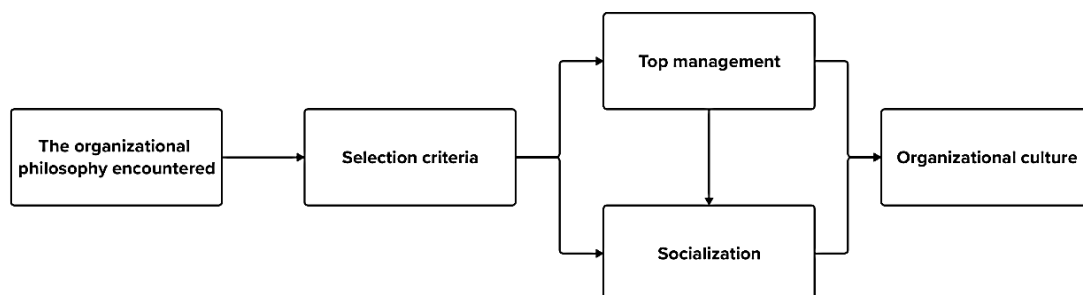 The organizational
philosophy encountered
Selection criteria
Top management
Socialization
Organizational culture